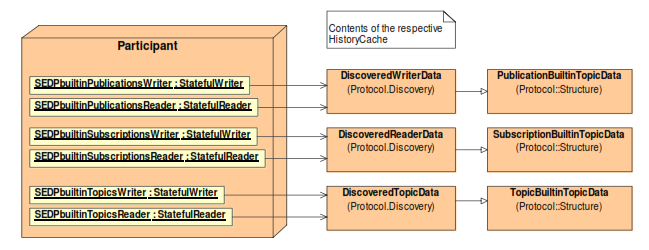 Contents of the respective
HistoryCache
Participant
SEDPbuiltinPublicationsWriter : StatefulWriter
SEDPbuiltinPublicationsReader : StatefulReader
SEDPbuiltinSubscriptionsWriter : StatefulWriter
SEDPbuiltinSubscriptionsReader : StatefulReader
SEDPbuiltinTopicsWriter : StatefulWriter
SEDPbuiltinTopicsReader : StatefulReader
DiscoveredWriterData
(Protocol.Discovery)
PublicationBuiltinTopicData
(Protocol::Structure)
DiscoveredReaderData
(Protocol.Discovery)
SubscriptionBuiltinTopicData
(Protocol::Structure)
DiscoveredTopicData
(Protocol.Discovery)
TopicBuiltinTopicData
(Protocol::Structure)